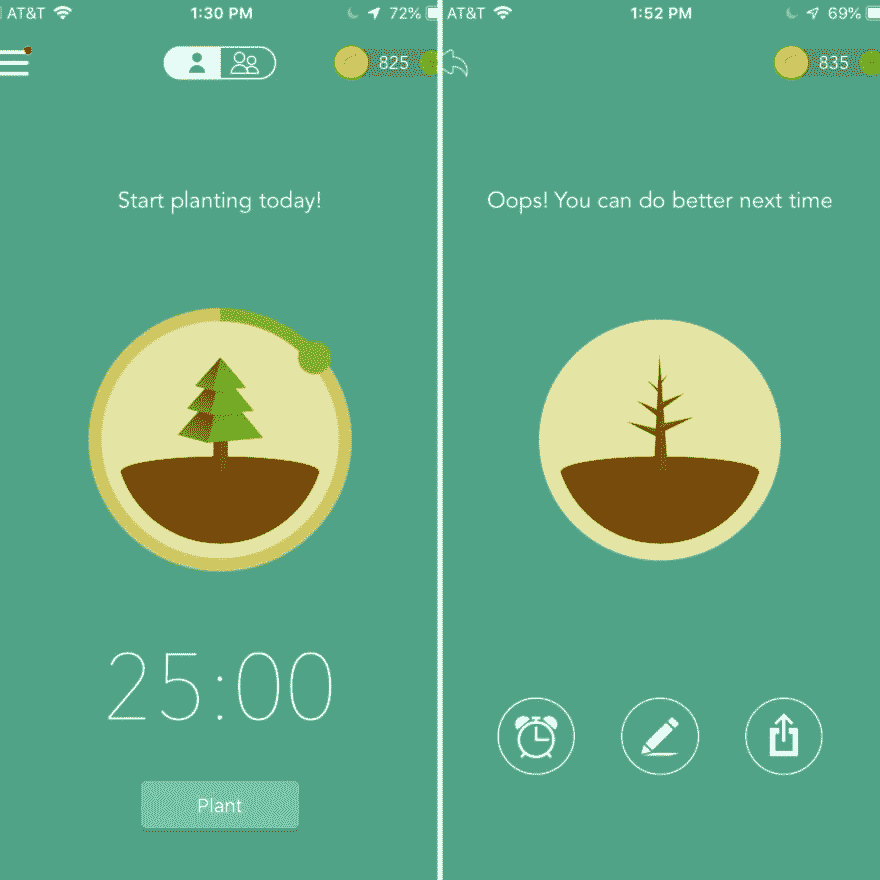 AT&T 1:30 PM 72%
825
Start planting today!
25:00
Plant
AT&T 1:52 PM 69%
835
Oops! You can do better next time